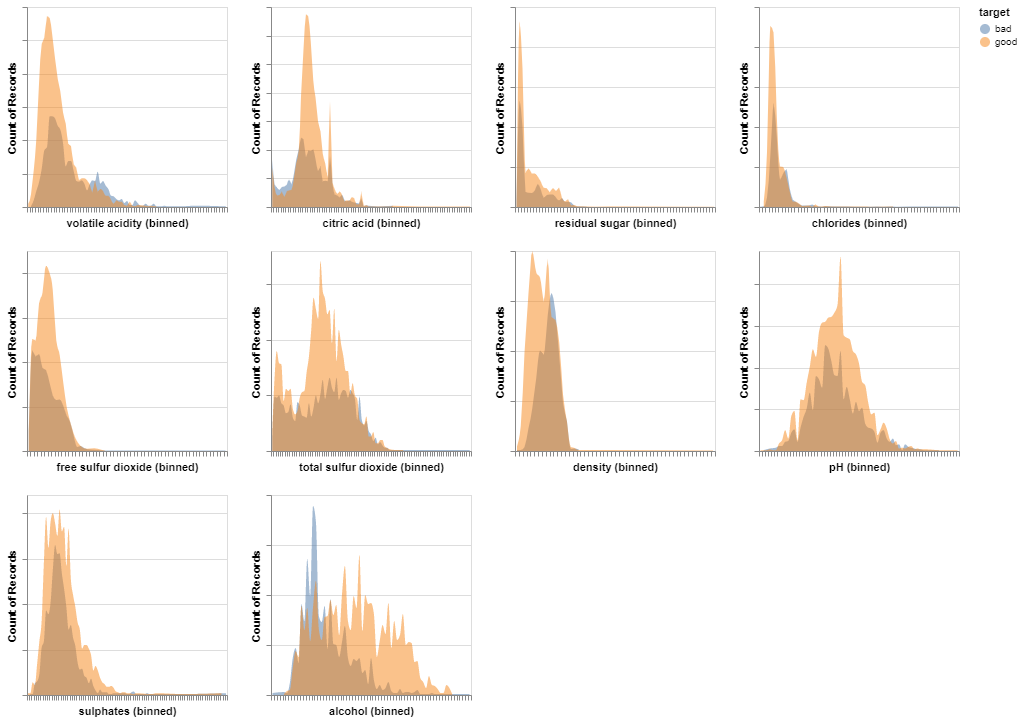 target
bad
good
Count of Records
volatile acidity (binned)
Count of Records
citric acid (binned)
Count of Records
residual sugar (binned)
Count of Records
chlorides (binned)
Count of Records
free sulfur dioxide (binned)
Count of Records
total sulfur dioxide (binned)
Count of Records
density (binned)
Count of Records
pH (binned)
Count of Records
sulphates (binned)
Count of Records
alcohol (binned)